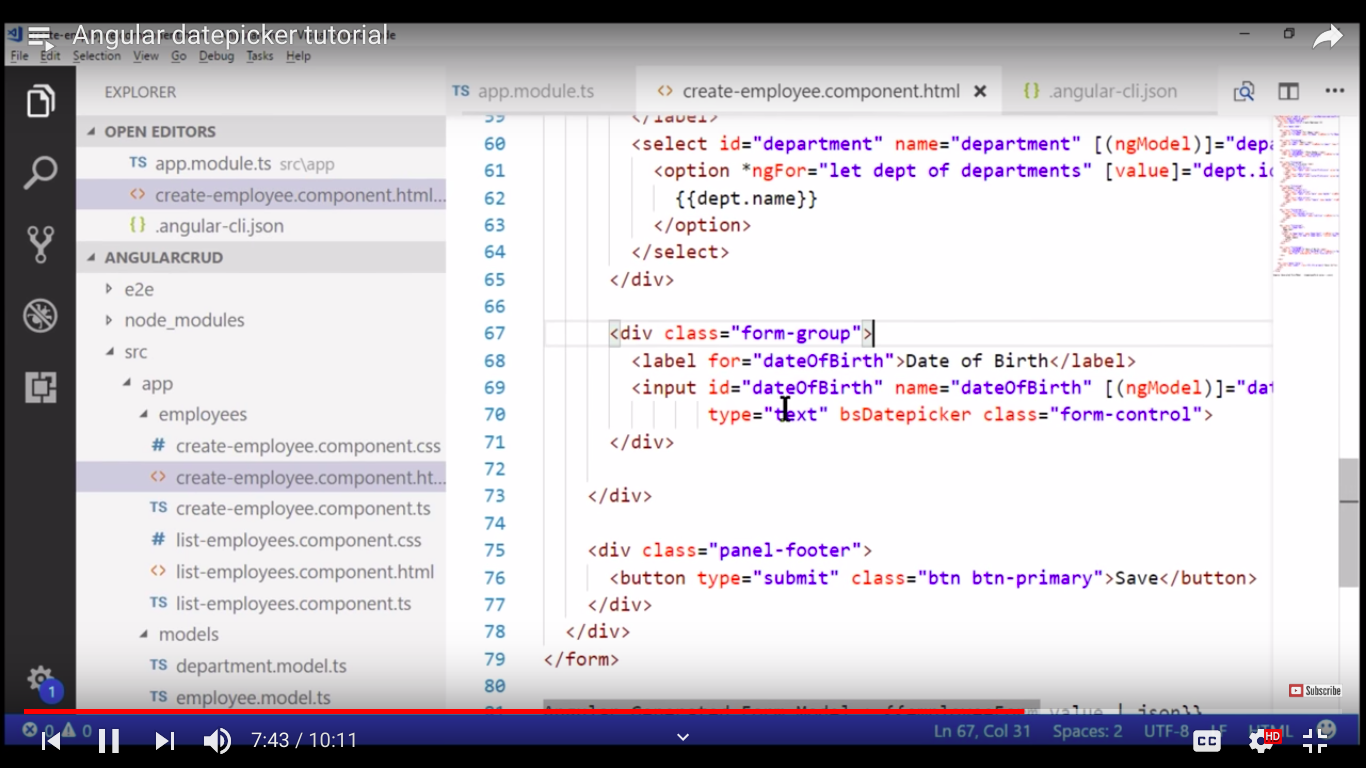 Angular datepicker tutorial
File Edit Selection View Go Debug Tasks Help
EXPLORER
OPEN EDITORS
TS app.module.ts src\app
<> create-employee.component.html...
{} .angular-cli.json
ANGULARCRUD
e2e
node_modules
src
app
employees
# create-employee.component.css
<> create-employee.component.ht...
TS create-employee.component.ts
# list-employees.component.css
<> list-employees.component.html
TS list-employees.component.ts
models
TS department.model.ts
TS employee.model.ts
1
TS app.module.ts
<> create-employee.component.html ×
{} .angular-cli.json
59 </label>
60 <select id="department" name="department" [(ngModel)]="depa
61 <option *ngFor="let dept of departments" [value]="dept.id
62 {{dept.name}}
63 </option>
64 </select>
65 </div>
66
67 <div class="form-group">
68 <label for="dateOfBirth">Date of Birth</label>
69 <input id="dateOfBirth" name="dateOfBirth" [(ngModel)]="dat
70 type="text" bsDatepicker class="form-control">
71 </div>
72
73 </div>
74
75 <div class="panel-footer">
76 <button type="submit" class="btn btn-primary">Save</button>
77 </div>
78 </div>
79 </form>
80
Subscribe
0 0
Ln 67, Col 31 Spaces: 2 UTF-8 LF HTML
7:43 / 10:11
CC HD